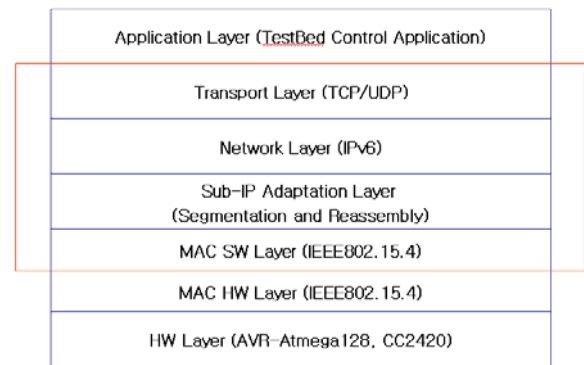 Application Layer (TestBed Control Application)
Transport Layer (TCP/UDP)
Network Layer (IPv6)
Sub-IP Adaptation Layer
(Segmentation and Reassembly)
MAC SW Layer (IEEE802.15.4)
MAC HW Layer (IEEE802.15.4)
HW Layer (AVR-Atmega128, CC2420)